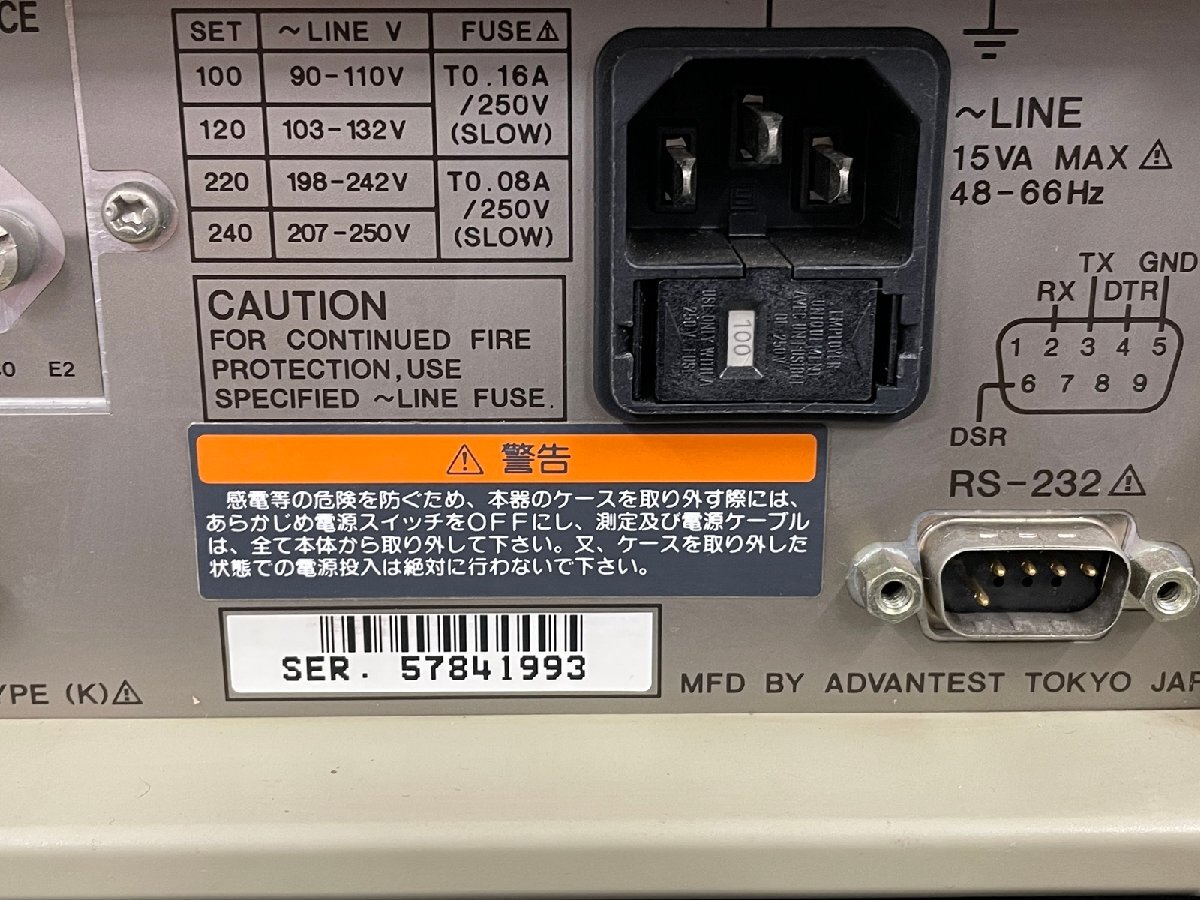 CE
E2
YPE (K)
SET ~LINE V FUSE
100 90-110V T0.16A /250V (SLOW)
120 103-132V
220 198-242V T0.08A /250V (SLOW)
240 207-250V
CAUTION
FOR CONTINUED FIRE
PROTECTION, USE
SPECIFIED ~LINE FUSE.
警告
感電等の危険を防ぐため、本器のケースを取り外す際には、
あらかじめ電源スイッチをOFFにし、測定及び電源ケーブル
は、全て本体から取り外して下さい。又、ケースを取り外した
状態での電源投入は絶対に行わないで下さい。
SER. 57841993
100
USE ONLY WITH A
250 V FUSE
~LINE
15VA MAX
48-66Hz
TX GND
RX DTR
1 2 3 4 5
6 7 8 9
DSR
RS-232
MFD BY ADVANTEST TOKYO JAP